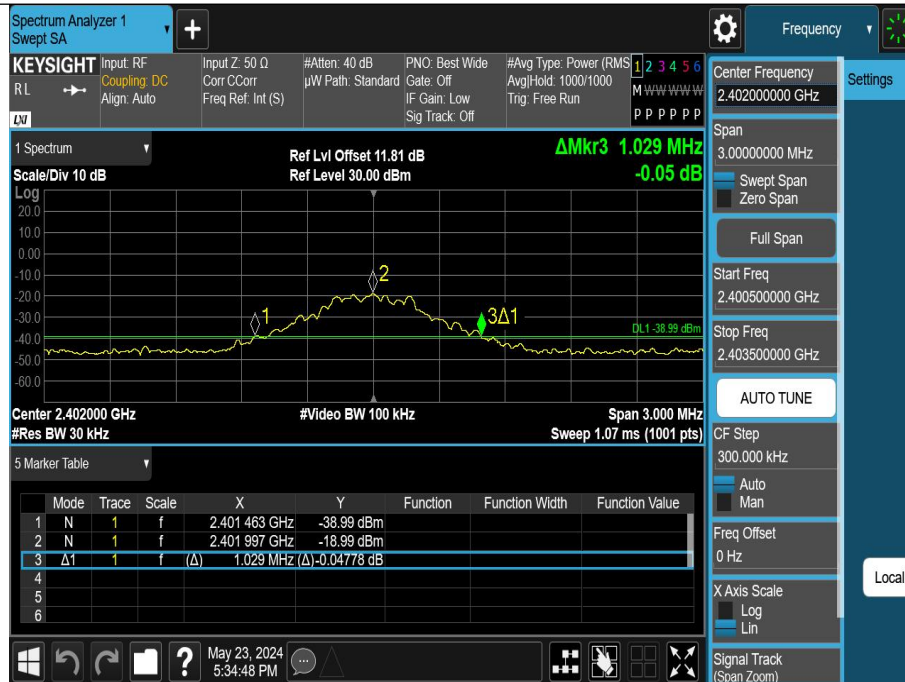 Spectrum Analyzer 1
Swept SA
Frequency
KEYSIGHT
RL
LXI
Input: RF
Coupling: DC
Align: Auto
Input Z: 50 Ω
Corr CCorr
Freq Ref: Int (S)
#Atten: 40 dB
µW Path: Standard
PNO: Best Wide
Gate: Off
IF Gain: Low
Sig Track: Off
#Avg Type: Power (RMS
Avg|Hold: 1000/1000
Trig: Free Run
1 2 3 4 5 6
M W W W W W
P P P P P P
1 Spectrum
Scale/Div 10 dB
Log
Ref Lvl Offset 11.81 dB
Ref Level 30.00 dBm
ΔMkr3 1.029 MHz
-0.05 dB
20.0
10.0
0.00
-10.0
-20.0
-30.0
-40.0
-50.0
-60.0
2
1
3Δ1
DL1 -38.99 dBm
Center 2.402000 GHz
#Video BW 100 kHz
Span 3.000 MHz
#Res BW 30 kHz
Sweep 1.07 ms (1001 pts)
5 Marker Table
Mode Trace Scale X Y Function Function Width Function Value
1 N 1 f 2.401 463 GHz -38.99 dBm
2 N 1 f 2.401 997 GHz -18.99 dBm
3 Δ1 1 f (Δ) 1.029 MHz (Δ) -0.04778 dB
4
5
6
Center Frequency
2.402000000 GHz
Settings
Span
3.00000000 MHz
Swept Span
Zero Span
Full Span
Start Freq
2.400500000 GHz
Stop Freq
2.403500000 GHz
AUTO TUNE
CF Step
300.000 kHz
Auto
Man
Freq Offset
0 Hz
Local
X Axis Scale
Log
Lin
Signal Track
(Span Zoom)
?
May 23, 2024
5:34:48 PM